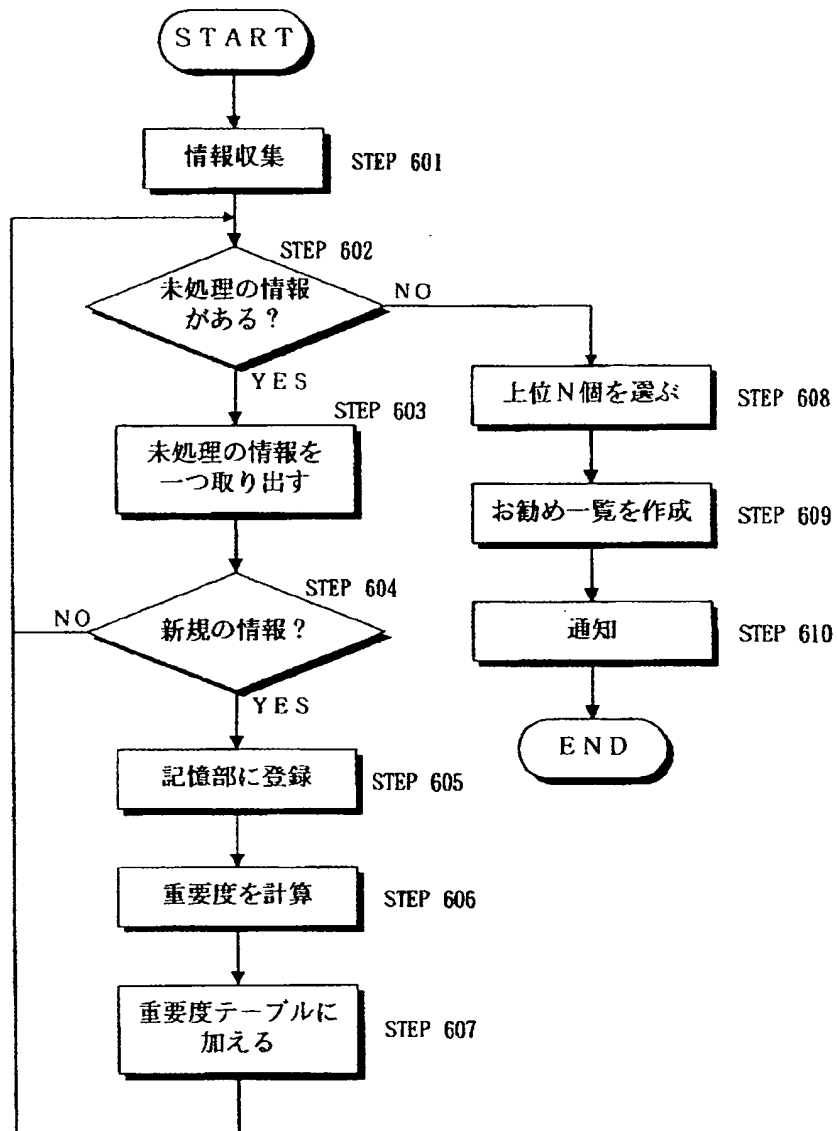 START
情報収集
STEP 601
STEP 602
未処理の情報
がある？
NO
YES
STEP 603
未処理の情報を
一つ取り出す
STEP 604
新規の情報？
NO
YES
記憶部に登録
STEP 605
重要度を計算
STEP 606
重要度テーブルに
加える
STEP 607
上位N個を選ぶ
STEP 608
お勧め一覧を作成
STEP 609
通知
STEP 610
END